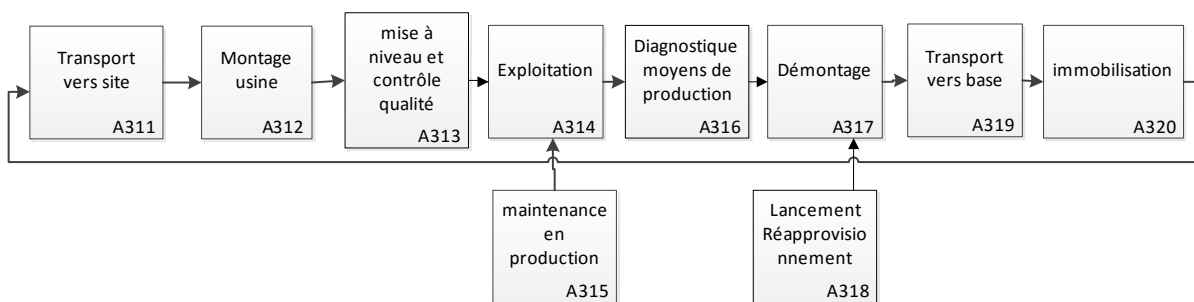 Transport
vers site
A311
Montage
usine
A312
mise à
niveau et
contrôle
qualité
A313
Exploitation
A314
Diagnostique
moyens de
production
A316
Démontage
A317
Transport
vers base
A319
immobilisation
A320
maintenance
en
production
A315
Lancement
Réapprovisio
nnement
A318